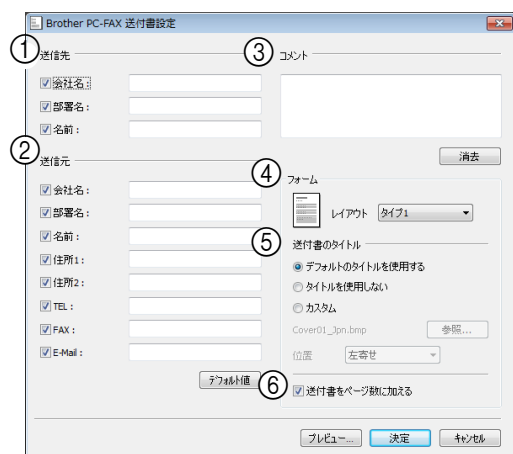 Brother PC-FAX 送付書設定
① 送信先
会社名：
部署名：
名前：
② 送信元
会社名：
部署名：
名前：
住所1：
住所2：
TEL：
FAX：
E-Mail：
デフォルト値
③ コメント
消去
④ フォーム
レイアウト タイプ1
⑤ 送付書のタイトル
デフォルトのタイトルを使用する
タイトルを使用しない
カスタム
Cover01_Jpn.bmp 参照...
位置 左寄せ
⑥ 送付書をページ数に加える
プレビュー... 決定 キャンセル